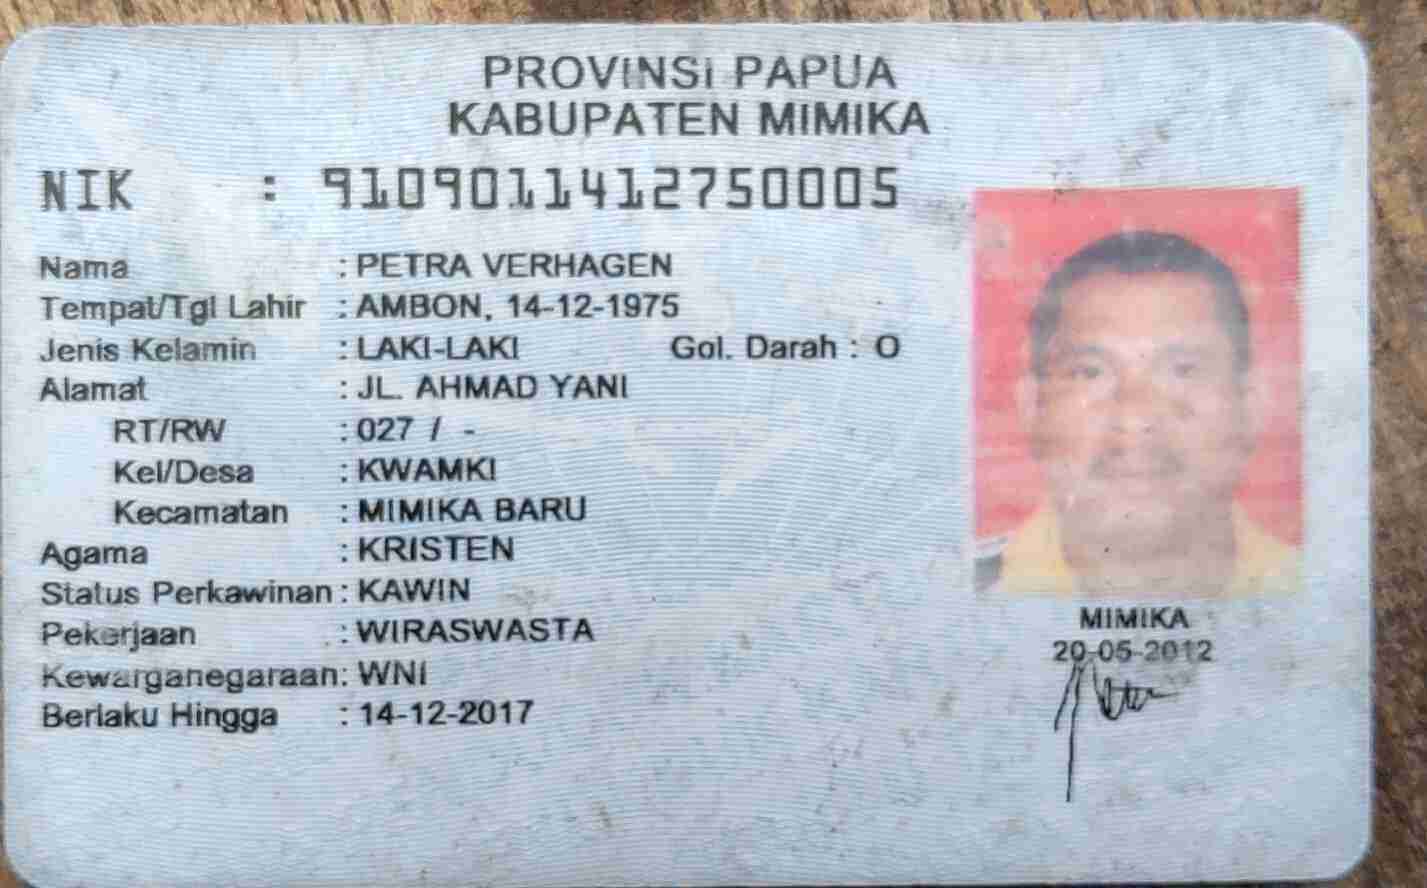 PROVINSI PAPUA
KABUPATEN MIMIKA
NIK : 9109011412750005
Nama : PETRA VERHAGEN
Tempat/Tgl Lahir : AMBON, 14-12-1975
Jenis Kelamin : LAKI-LAKI Gol. Darah : O
Alamat : JL. AHMAD YANI
RT/RW : 027 / -
Kel/Desa : KWAMKI
Kecamatan : MIMIKA BARU
Agama : KRISTEN
Status Perkawinan : KAWIN
Pekerjaan : WIRASWASTA
Kewarganegaraan : WNI
Berlaku Hingga : 14-12-2017
MIMIKA
20-05-2012